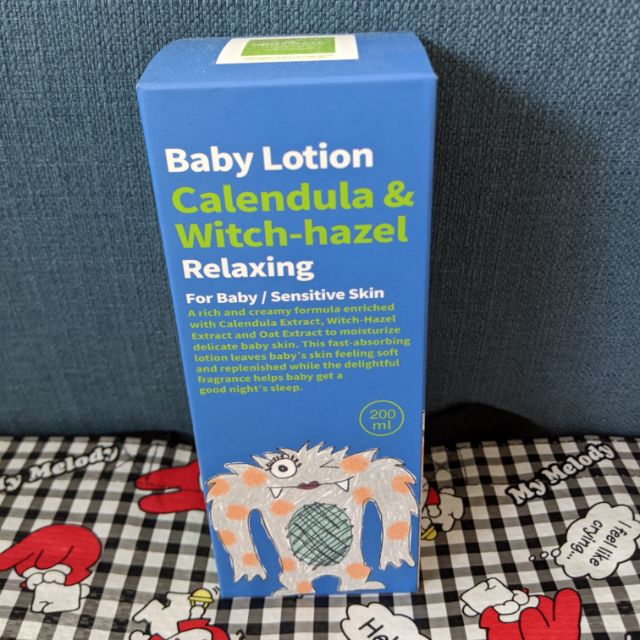 Baby Lotion
Calendula &
Witch-hazel
Relaxing
For Baby / Sensitive Skin
A rich and creamy formula enriched
with Calendula Extract, Witch-Hazel
Extract and Oat Extract to moisturize
delicate baby skin. This fast-absorbing
lotion leaves baby's skin feeling soft
and replenished while the delightful
fragrance helps baby get a
good night's sleep.
200
ml
My Melody
My Melody
I feel like
crying...